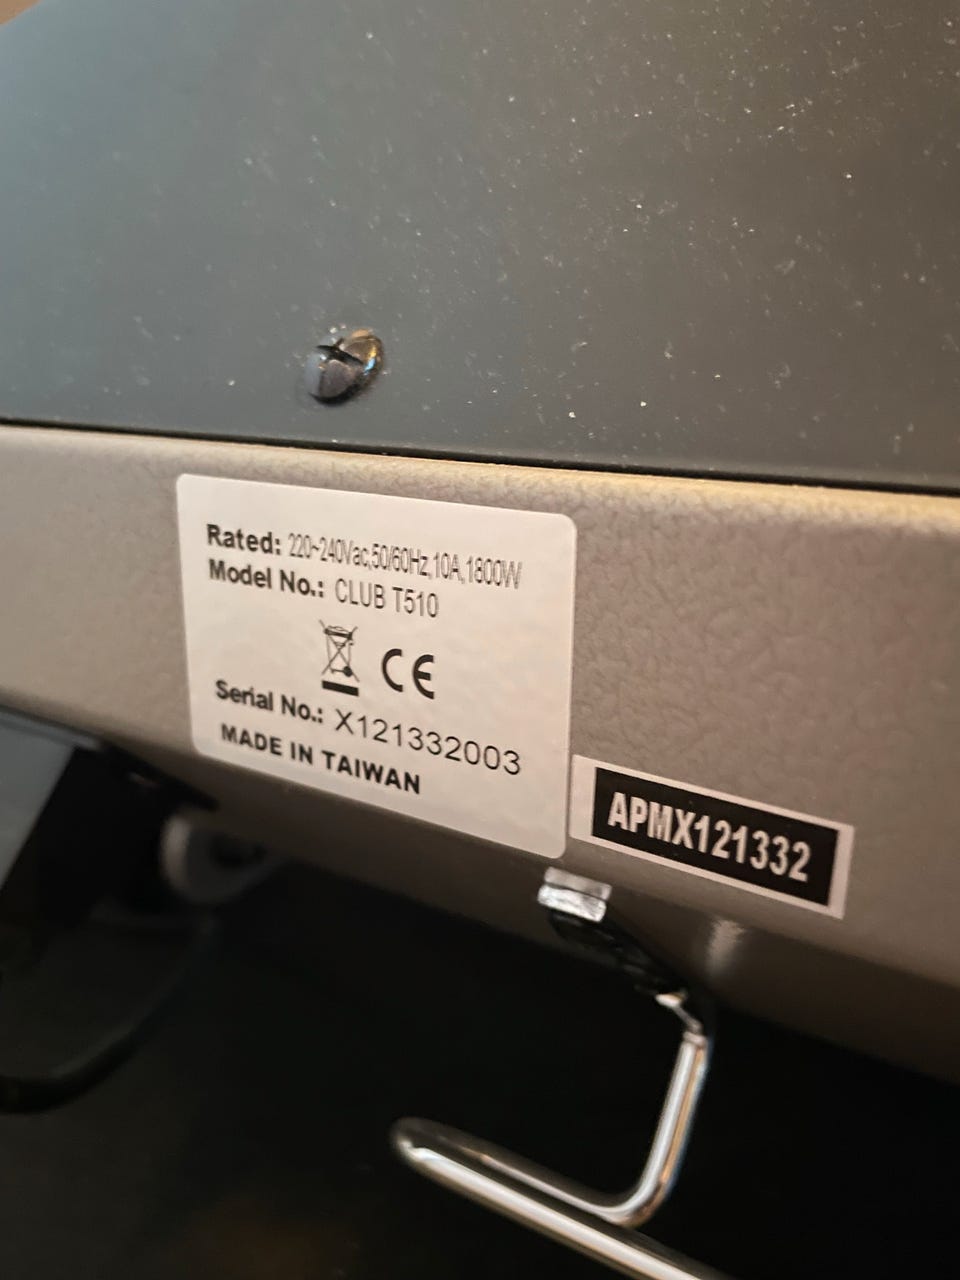 Rated: 220~240Vac,50/60Hz,10A,1800W
Model No.: CLUB T510
CE
Serial No.: X121332003
MADE IN TAIWAN
APMX121332